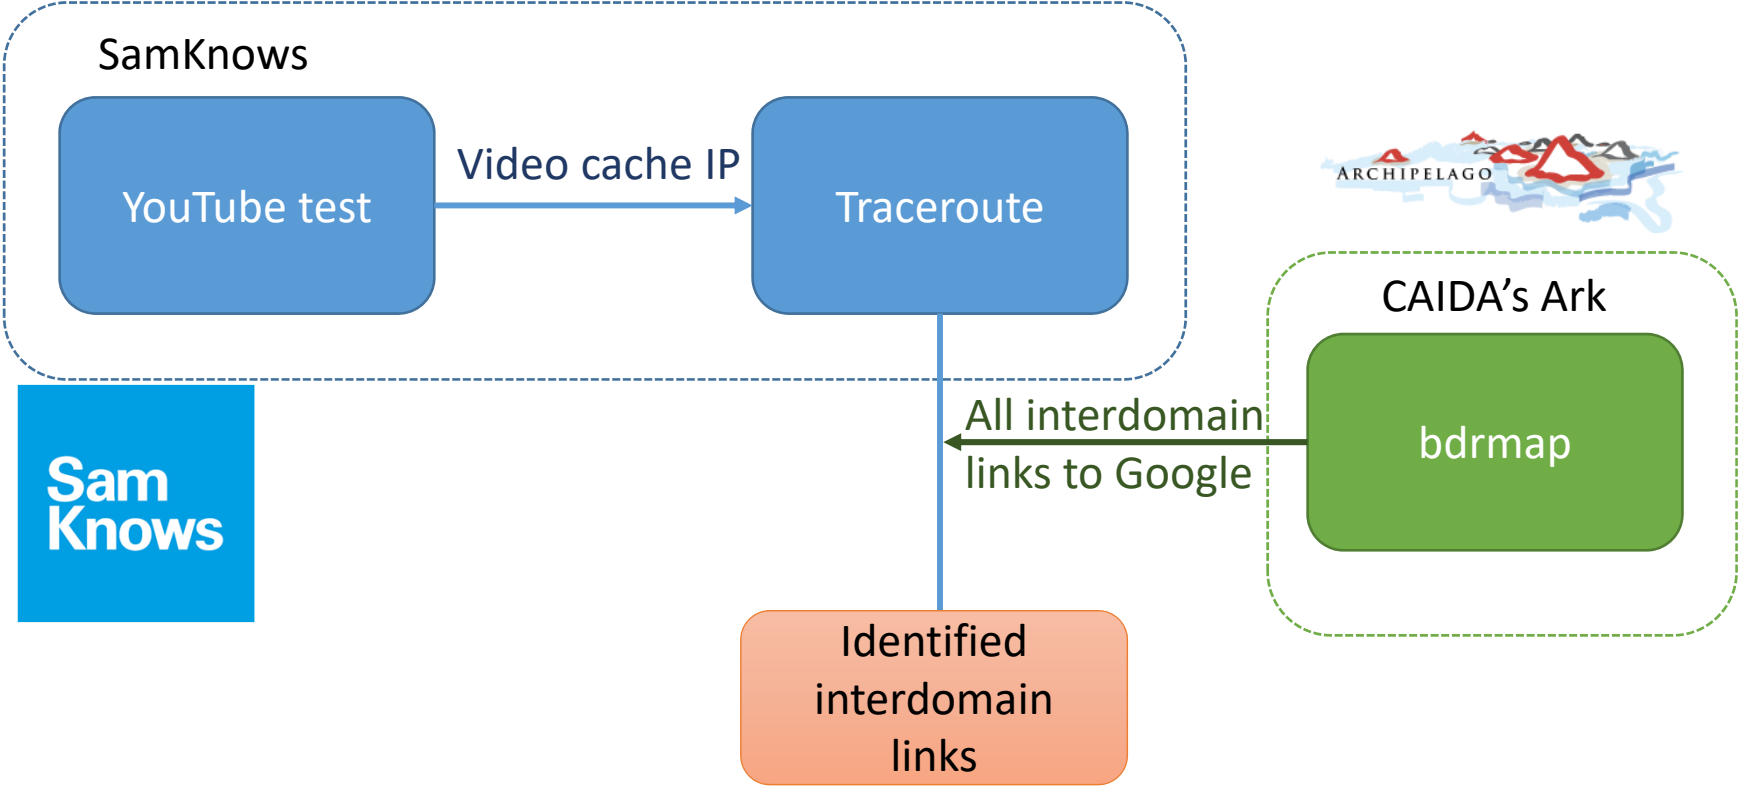 SamKnows
YouTube test
Video cache IP
Traceroute
ARCHIPELAGO
CAIDA’s Ark
bdrmap
All interdomain
links to Google
Sam
Knows
Identified
interdomain
links